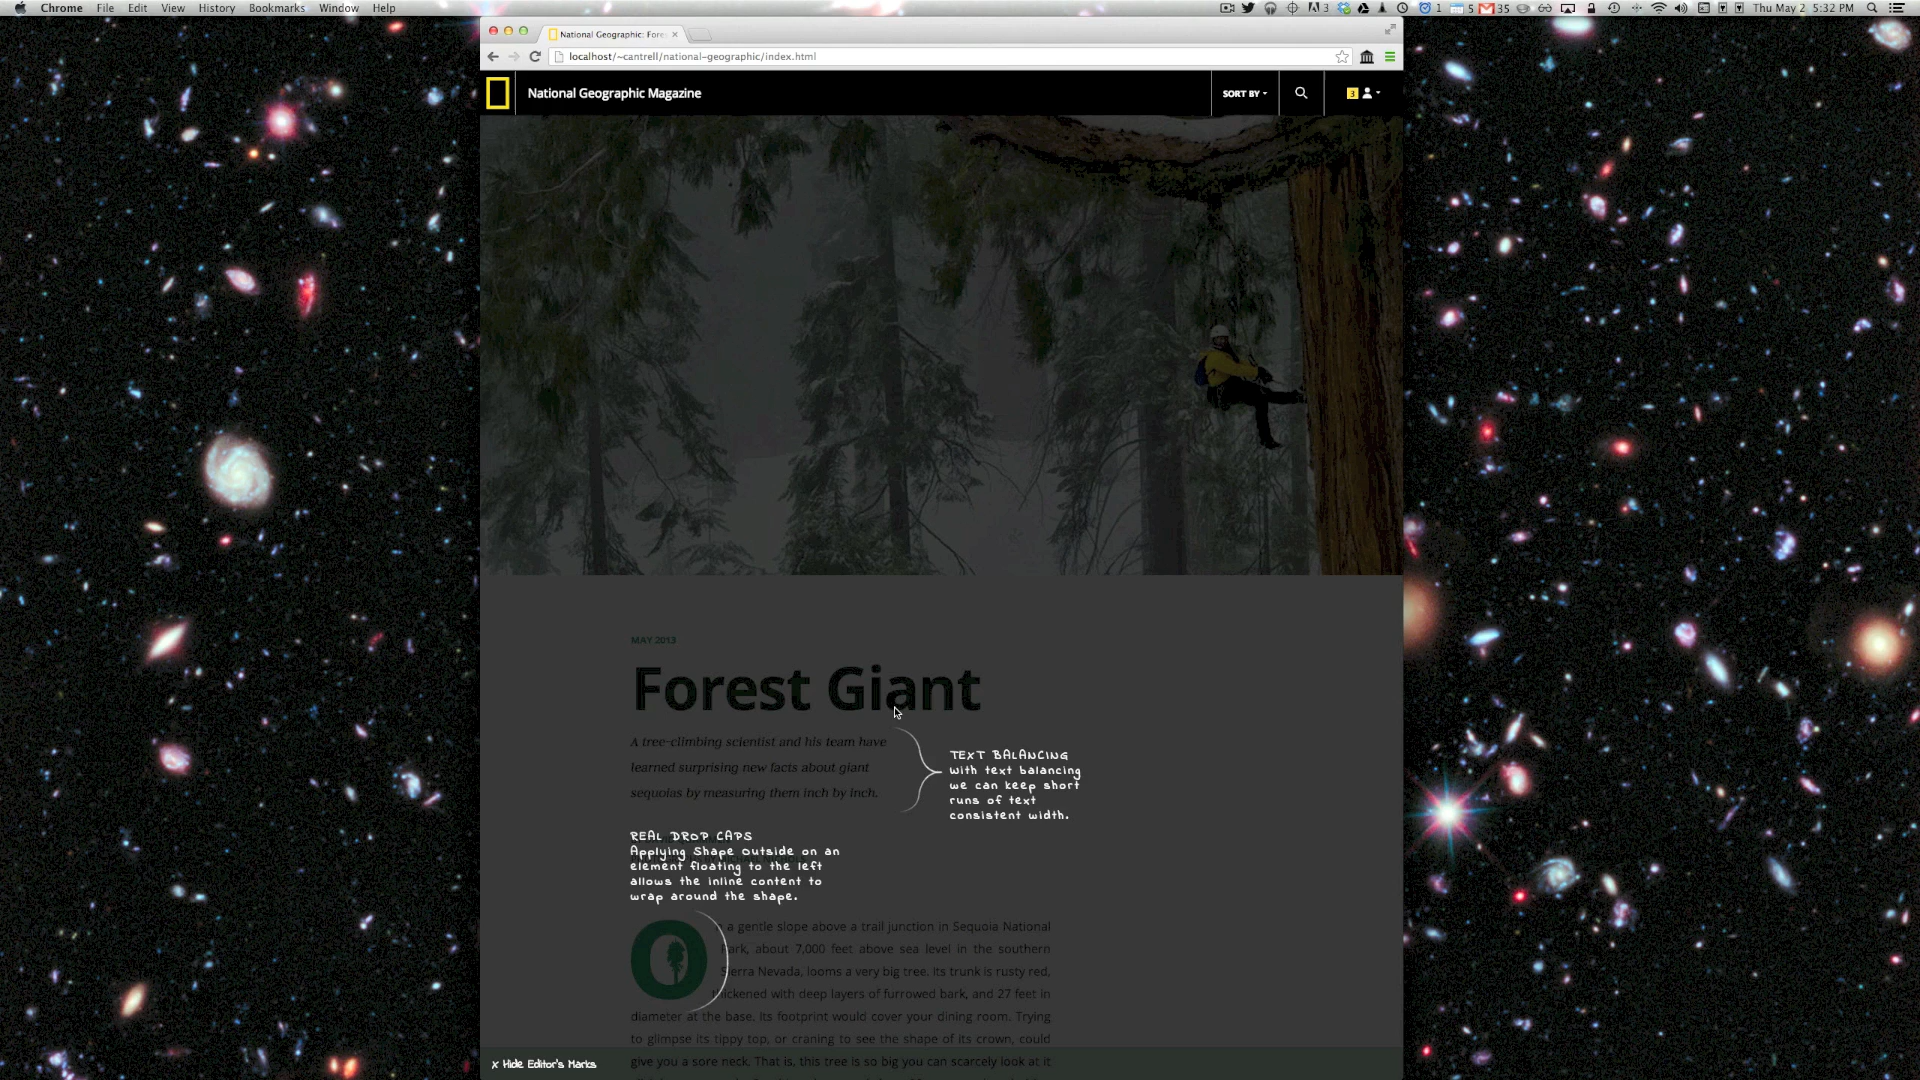 Chrome File Edit View History Bookmarks Window Help
3 1 5 35 Thu May 2 5:32 PM
National Geographic: Fore
localhost/~cantrell/national-geographic/index.html
National Geographic Magazine SORT BY 3
MAY 2013
Forest Giant
A tree-climbing scientist and his team have
learned surprising new facts about giant
sequoias by measuring them inch by inch.
TEXT BALANCING
With text balancing
we can keep short
runs of text
consistent width.
REAL DROP CAPS
Applying Shape Outside on an
element floating to the left
allows the inline content to
wrap around the shape.
On a gentle slope above a trail junction in Sequoia National
Park, about 7,000 feet above sea level in the southern
Sierra Nevada, looms a very big tree. Its trunk is rusty red,
thickened with deep layers of furrowed bark, and 27 feet in
diameter at the base. Its footprint would cover your dining room. Trying
to glimpse its tippy top, or craning to see the shape of its crown, could
give you a sore neck. That is, this tree is so big you can scarcely look at it
x Hide Editor's Marks